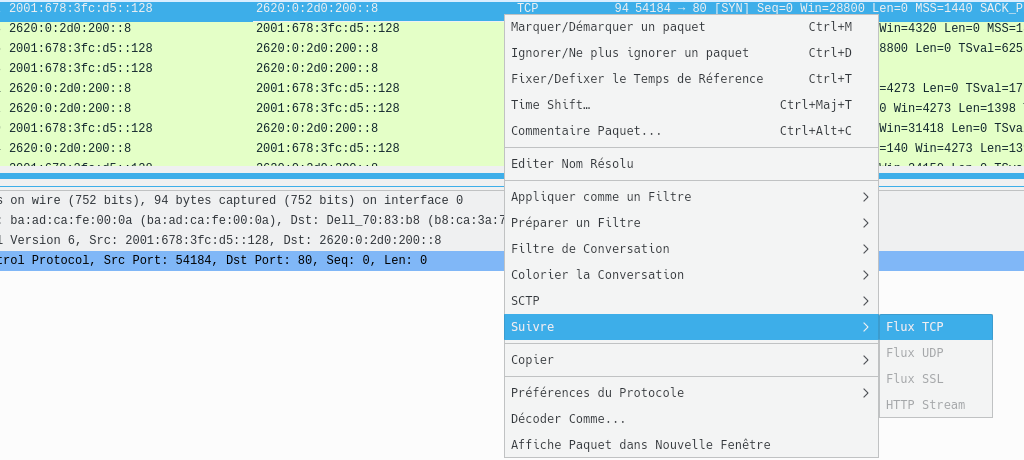 2001:678:3fc:d5::128 2620:0:2d0:200::8 TCP 94 54184 → 80 [SYN] Seq=0 Win=28800 Len=0 MSS=1440
2620:0:2d0:200::8 2001:678:3fc:d5::128 Win=4320 Len=0 MSS=1
2001:678:3fc:d5::128 2620:0:2d0:200::8 8800 Len=0 TSval=625
2001:678:3fc:d5::128 2620:0:2d0:200::8
2620:0:2d0:200::8 2001:678:3fc:d5::128 =4273 Len=0 TSval=17
2620:0:2d0:200::8 2001:678:3fc:d5::128 0 Win=4273 Len=1398
2001:678:3fc:d5::128 2620:0:2d0:200::8 Win=31418 Len=0 TSva
2620:0:2d0:200::8 2001:678:3fc:d5::128 =140 Win=4273 Len=13
s on wire (752 bits), 94 bytes captured (752 bits) on interface 0
: ba:ad:ca:fe:00:0a (ba:ad:ca:fe:00:0a), Dst: Dell_70:83:b8 (b8:ca:3a:7
l Version 6, Src: 2001:678:3fc:d5::128, Dst: 2620:0:2d0:200::8
trol Protocol, Src Port: 54184, Dst Port: 80, Seq: 0, Len: 0
Marquer/Démarquer un paquet Ctrl+M
Ignorer/Ne plus ignorer un paquet Ctrl+D
Fixer/Defixer le Temps de Réference Ctrl+T
Time Shift… Ctrl+Maj+T
Commentaire Paquet... Ctrl+Alt+C
Editer Nom Résolu
Appliquer comme un Filtre
Préparer un Filtre
Filtre de Conversation
Colorier la Conversation
SCTP
Suivre
Flux TCP
Flux UDP
Flux SSL
HTTP Stream
Copier
Préférences du Protocole
Décoder Comme...
Affiche Paquet dans Nouvelle Fenêtre